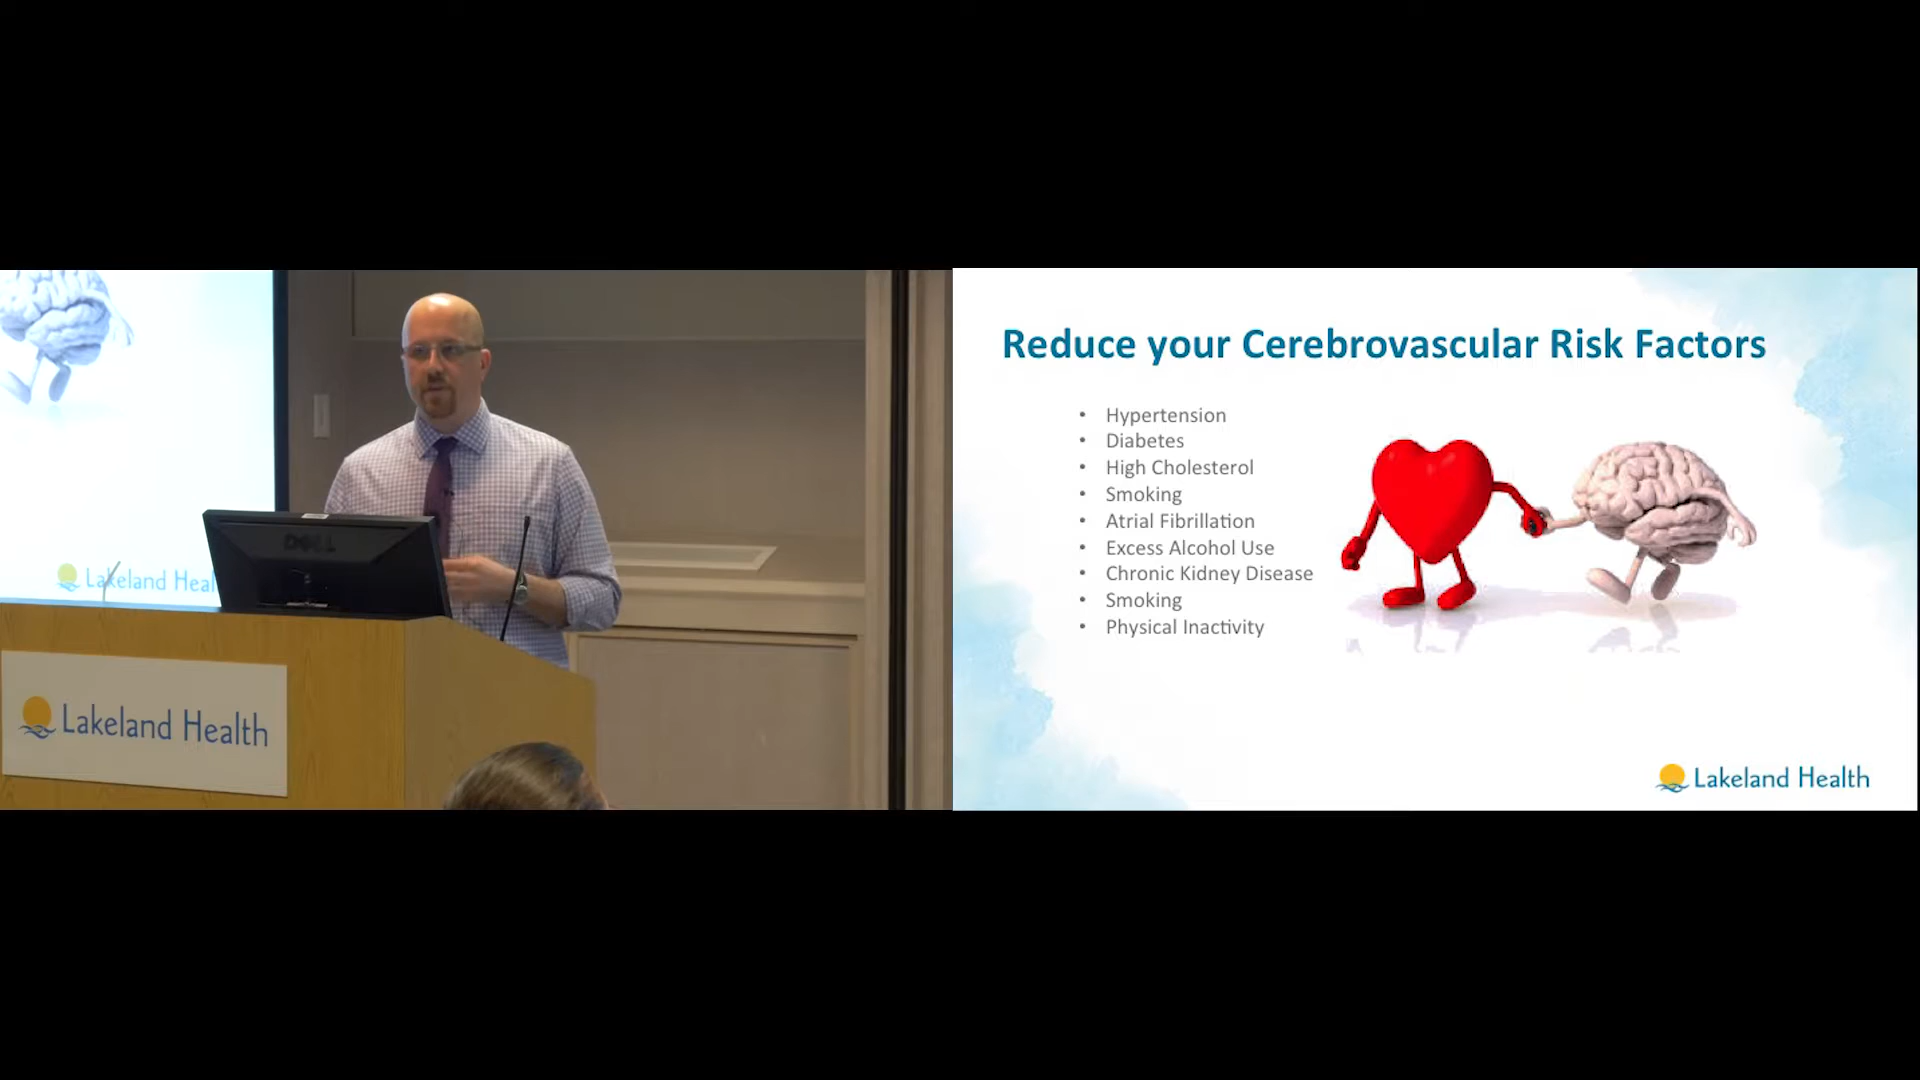 Lakeland Heal
DELL
Lakeland Health
Reduce your Cerebrovascular Risk Factors
• Hypertension
• Diabetes
• High Cholesterol
• Smoking
• Atrial Fibrillation
• Excess Alcohol Use
• Chronic Kidney Disease
• Smoking
• Physical Inactivity
Lakeland Health